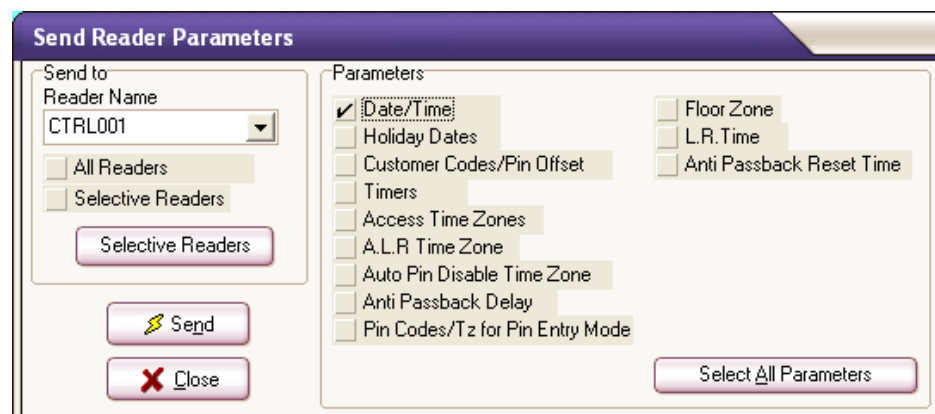 Send Reader Parameters
Send to
Reader Name
CTRL001
All Readers
Selective Readers
Selective Readers
Send
Close
Parameters
Date/Time
Holiday Dates
Customer Codes/Pin Offset
Timers
Access Time Zones
A.L.R Time Zone
Auto Pin Disable Time Zone
Anti Passback Delay
Pin Codes/Tz for Pin Entry Mode
Floor Zone
L.R.Time
Anti Passback Reset Time
Select All Parameters